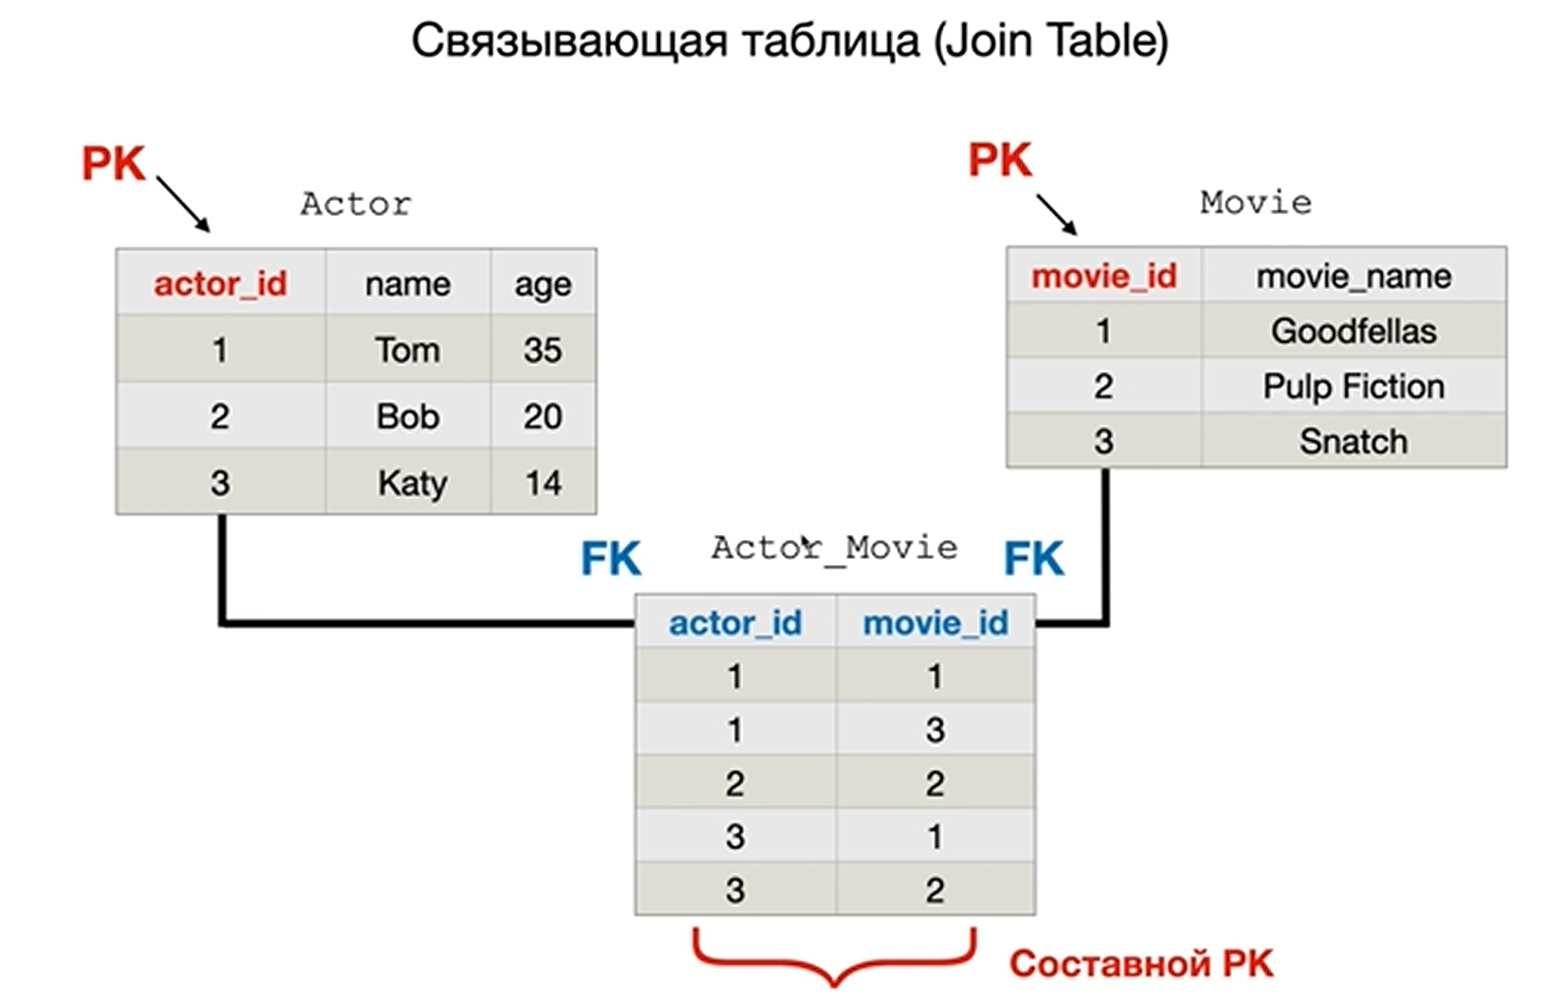 Связывающая таблица (Join Table)
PK
Actor
actor_id name age
1 Tom 35
2 Bob 20
3 Katy 14
PK
Movie
movie_id movie_name
1 Goodfellas
2 Pulp Fiction
3 Snatch
FK Actor_Movie FK
actor_id movie_id
1 1
1 3
2 2
3 1
3 2
Составной PK